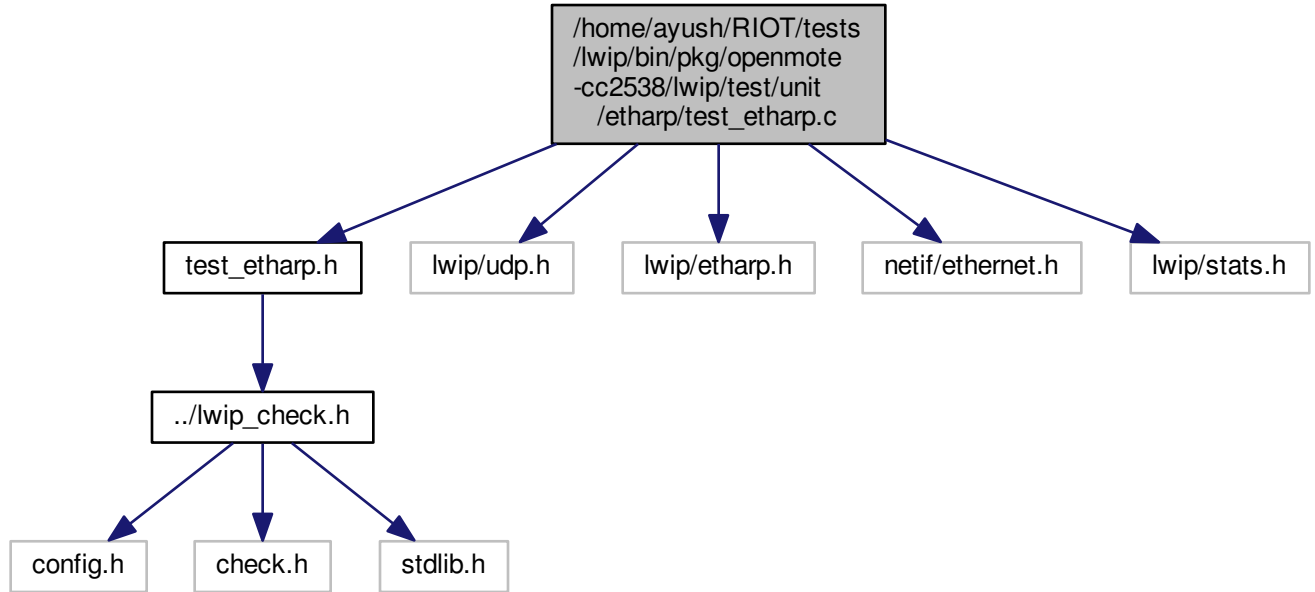 /home/ayush/RIOT/tests
/lwip/bin/pkg/openmote
-cc2538/lwip/test/unit
/etharp/test_etharp.c
test_etharp.h
lwip/udp.h
lwip/etharp.h
netif/ethernet.h
lwip/stats.h
../lwip_check.h
config.h
check.h
stdlib.h